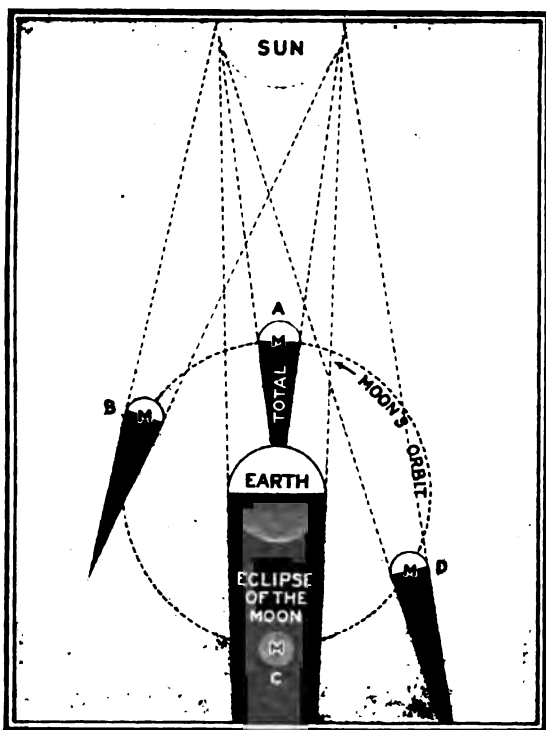 SUN
A
M
TOTAL
MOON'S ORBIT
B
M
EARTH
ECLIPSE
OF THE
MOON
M
C
M
D